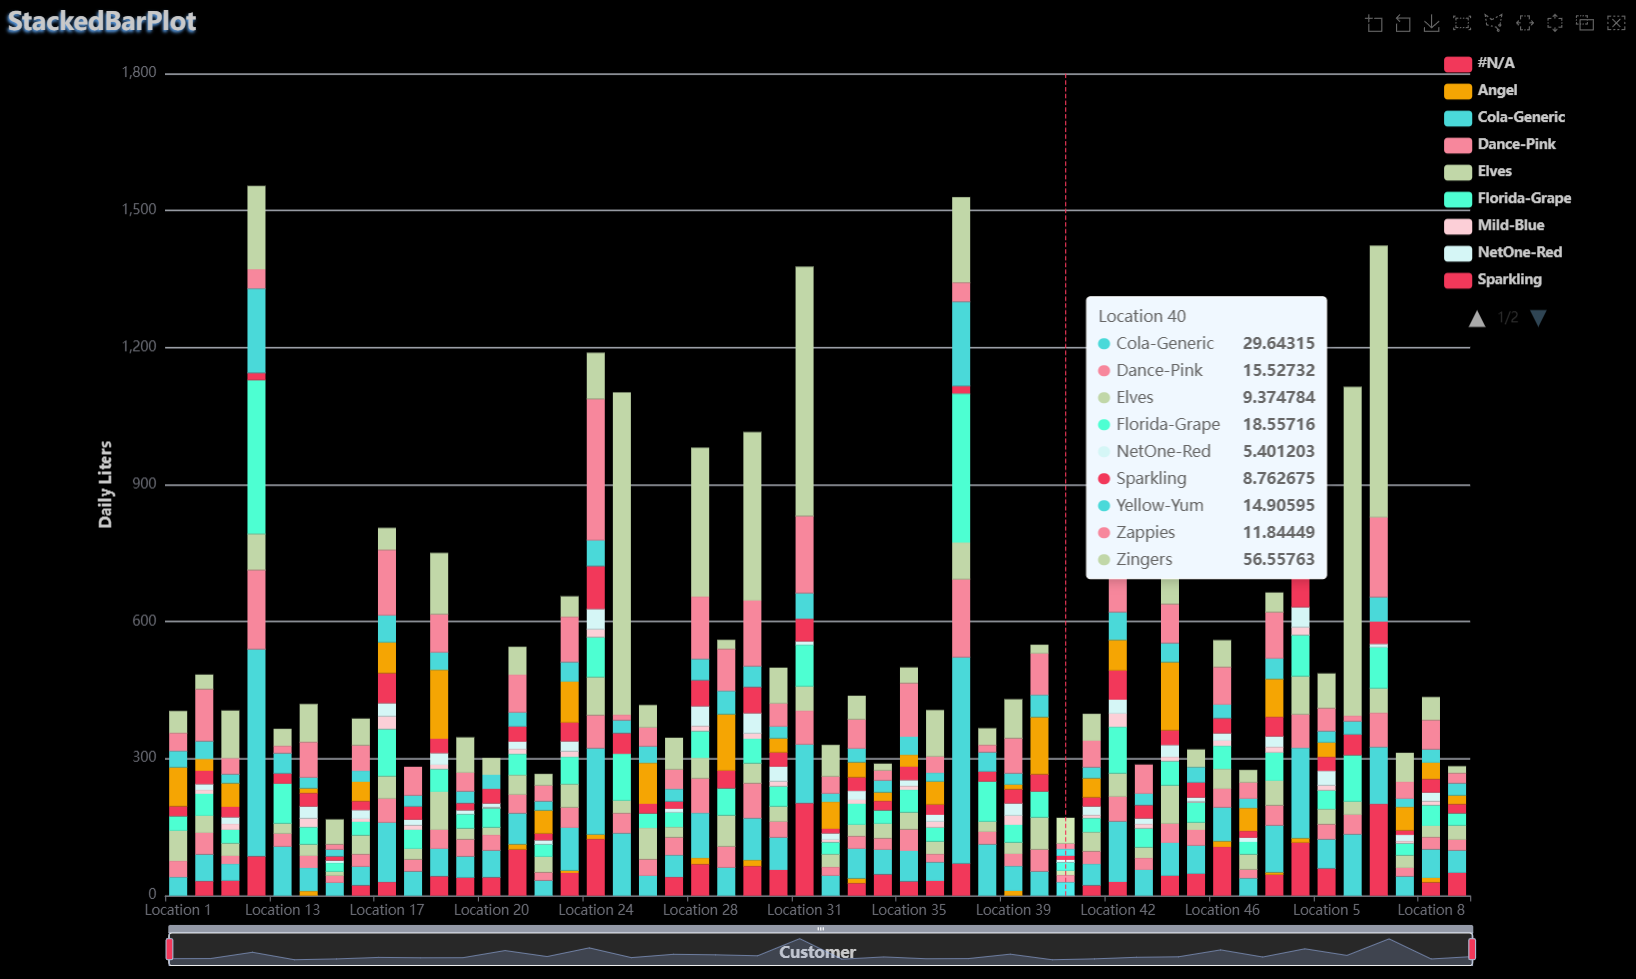 StackedBarPlot
#N/A
Angel
Cola-Generic
Dance-Pink
Elves
Florida-Grape
Mild-Blue
NetOne-Red
Sparkling
1/2
1,800
1,500
1,200
900
600
300
0
Daily Liters
Location 40
Cola-Generic 29.64315
Dance-Pink 15.52732
Elves 9.374784
Florida-Grape 18.55716
NetOne-Red 5.401203
Sparkling 8.762675
Yellow-Yum 14.90595
Zappies 11.84449
Zingers 56.55763
Location 1 Location 13 Location 17 Location 20 Location 24 Location 28 Location 31 Location 35 Location 39 Location 42 Location 46 Location 5 Location 8
Customer